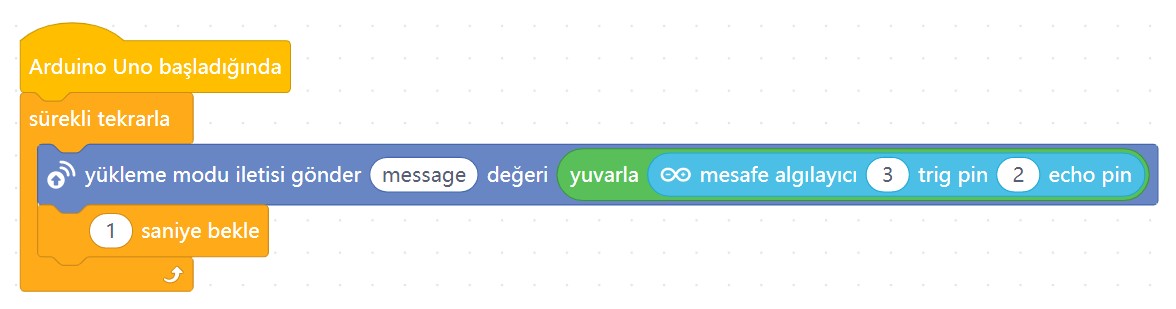 Arduino Uno başladığında
sürekli tekrarla
yükleme modu iletisi gönder message değeri yuvarla mesafe algılayıcı 3 trig pin 2 echo pin
1 saniye bekle